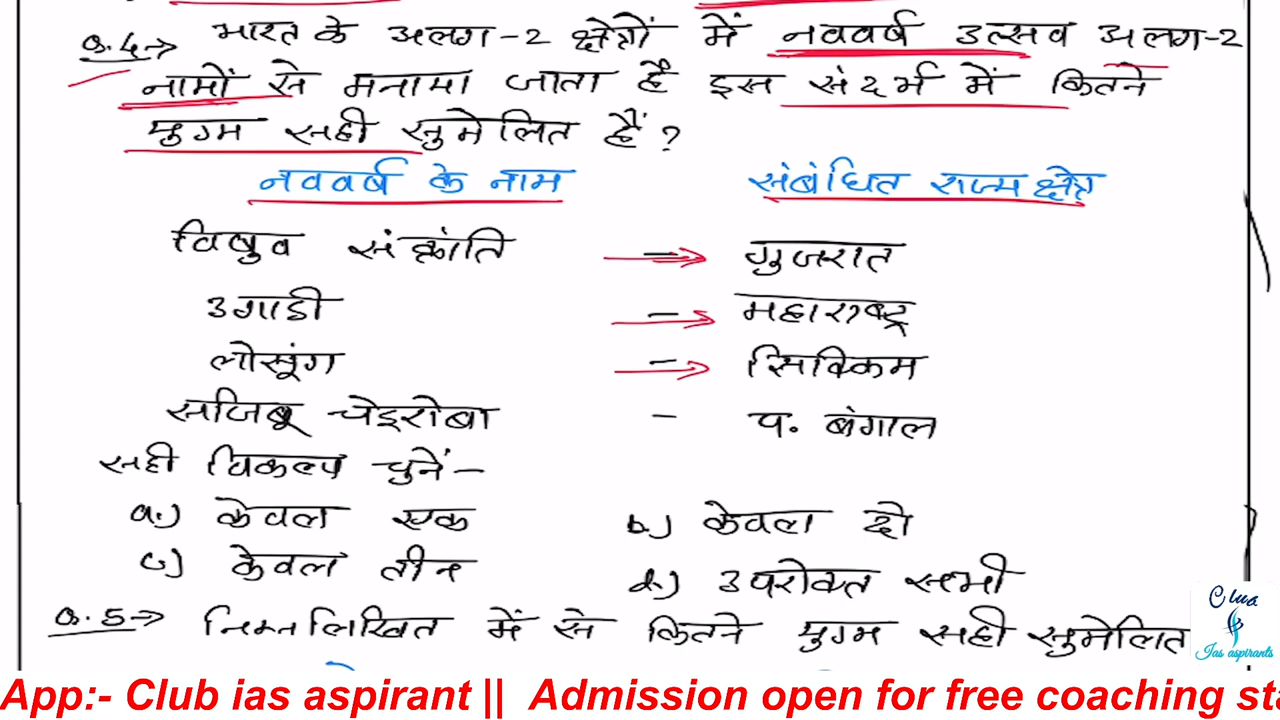 Q.4→ भारत के अलग-2 क्षेत्रों में नववर्ष उत्सव अलग-2
नामों से मनाया जाता है इस संदर्भ में कितने
युग्म सही सुमेलित हैं?
नववर्ष के नाम संबंधित राज्य क्षेत्र
विषुव संक्रांति - गुजरात
उगाडी - महाराष्ट्र
लोसूंग - सिक्किम
सजिबू चेइरोबा - प. बंगाल
सही विकल्प चुनें-
a.) केवल एक b.) केवल दो
c.) केवल तीन d.) उपरोक्त सभी
Q.5→ निम्नलिखित में से कितने युग्म सही सुमेलित
Club
Ias aspirants
App:- Club ias aspirant || Admission open for free coaching sta